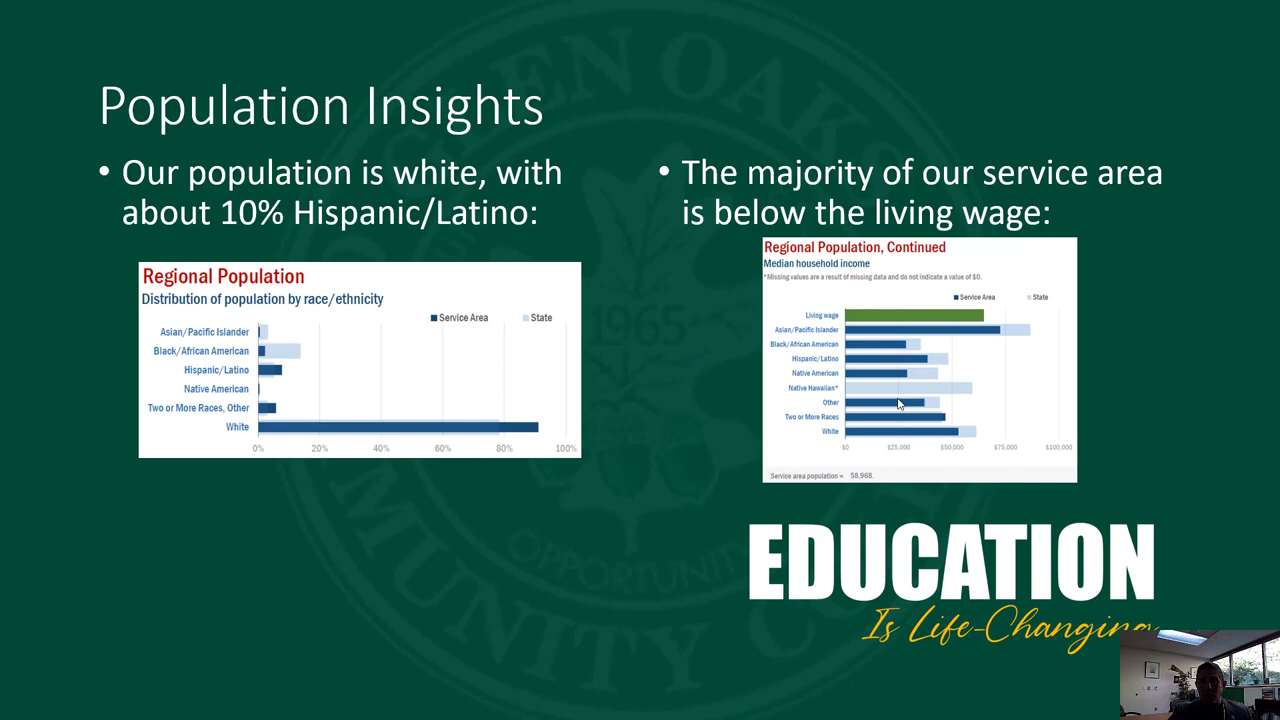 Population Insights
• Our population is white, with
about 10% Hispanic/Latino:
Regional Population
Distribution of population by race/ethnicity
Service Area
State
Asian/Pacific Islander
Black/African American
Hispanic/Latino
Native American
Two or More Races, Other
White
0% 20% 40% 60% 80% 100%
• The majority of our service area
is below the living wage:
Regional Population, Continued
Median household income
*Missing values are a result of missing data and do not indicate a value of $0.
Service Area
State
Living wage
Asian/Pacific Islander
Black/African American
Hispanic/Latino
Native American
Native Hawaiian*
Other
Two or More Races
White
$0 $25,000 $50,000 $75,000 $100,000
Service area population = 58,968.
EDUCATION
Is Life-Changing
OPPORTUNITY